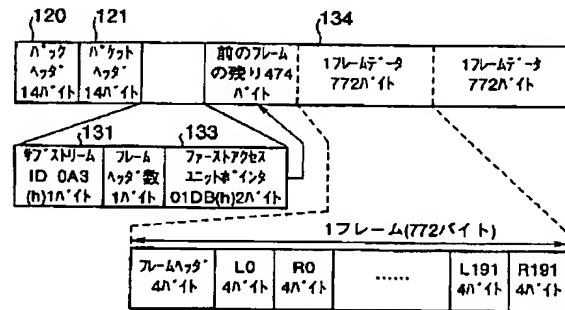 120
121
134
パック
ヘッダ
14バイト
パケット
ヘッダ
14バイト
前のフレーム
の残り474
バイト
1フレームデータ
772バイト
1フレームデータ
772バイト
131
133
サブストリーム
ID 0A3
(h)1バイト
フレーム
ヘッダ数
1バイト
ファーストアクセス
ユニットポインタ
01DB(h)2バイト
1フレーム(772バイト)
フレームヘッダ
4バイト
L0
4バイト
R0
4バイト
……
L191
4バイト
R191
4バイト